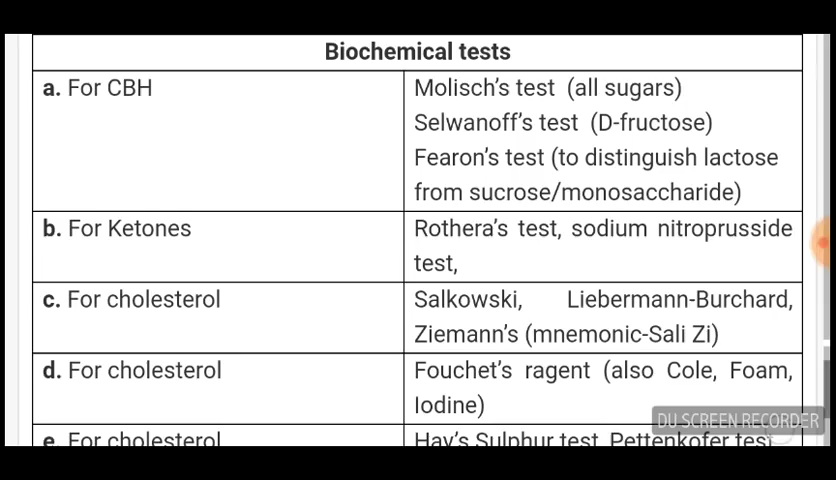 Biochemical tests
a. For CBH
Molisch's test (all sugars)
Selwanoff's test (D-fructose)
Fearon's test (to distinguish lactose
from sucrose/monosaccharide)
b. For Ketones
Rothera's test, sodium nitroprusside
test,
c. For cholesterol
Salkowski, Liebermann-Burchard,
Ziemann's (mnemonic-Sali Zi)
d. For cholesterol
Fouchet's ragent (also Cole, Foam,
Iodine)
e. For cholesterol
Hay's Sulphur test, Pettenkofer test
DU SCREEN RECORDER